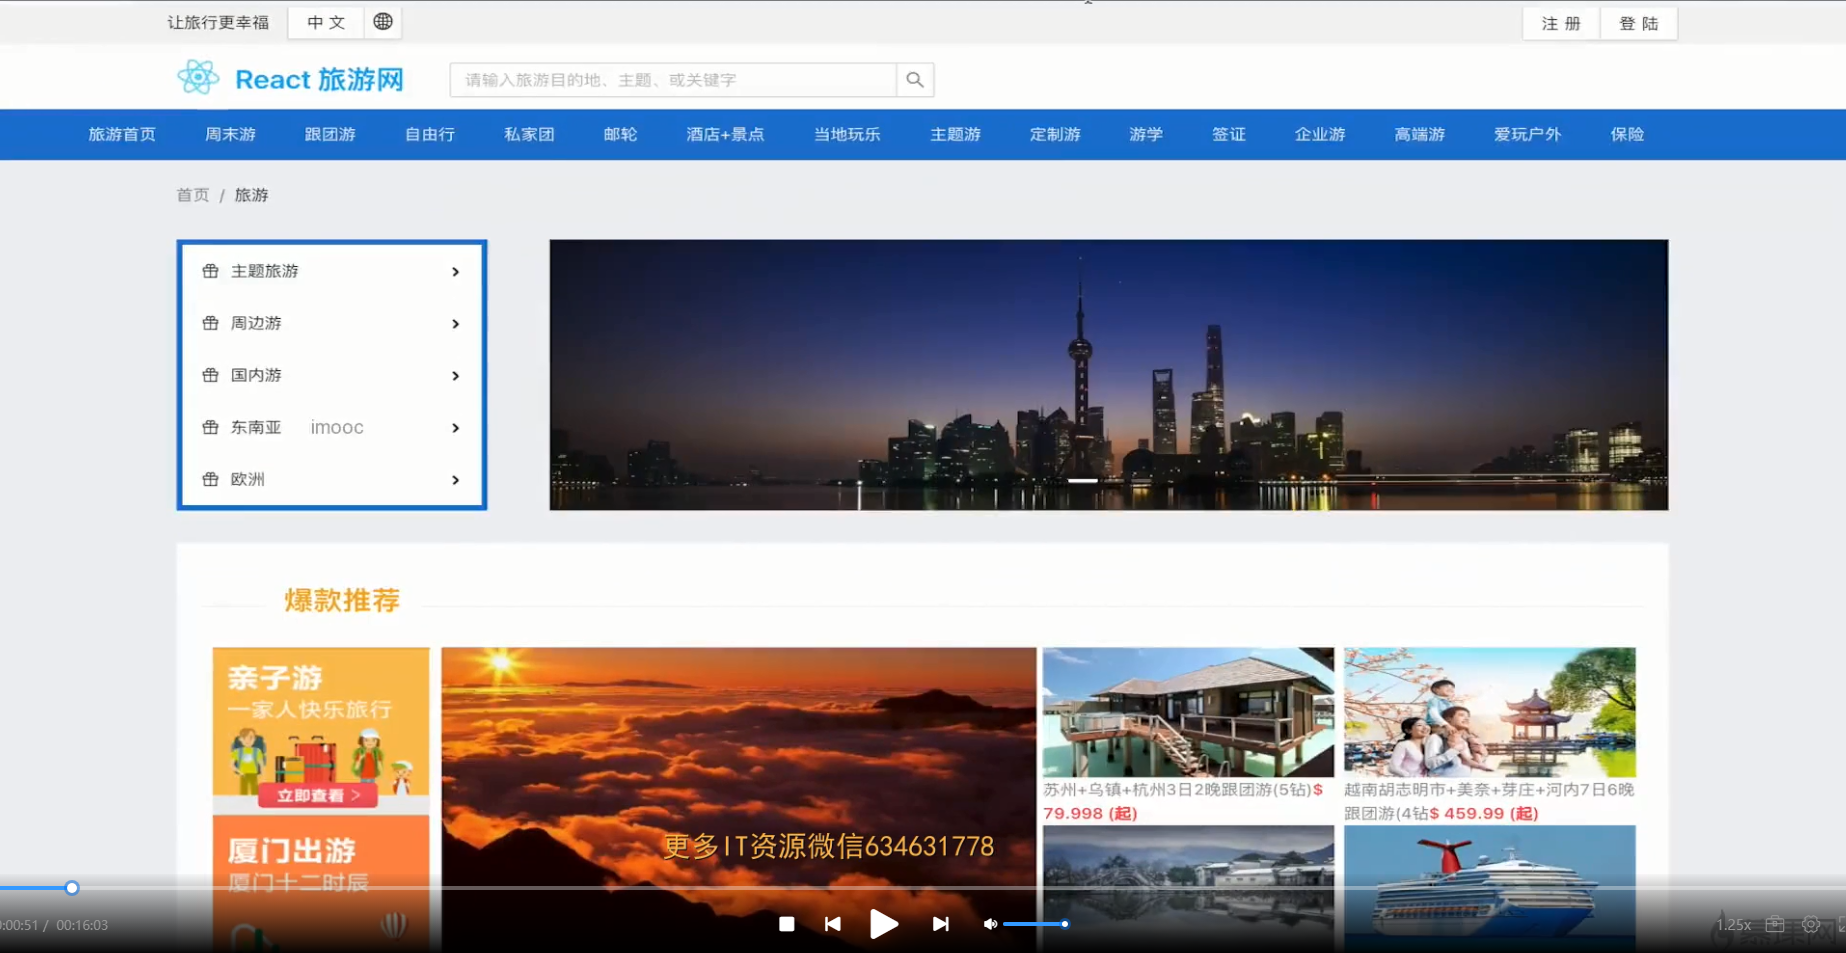 让旅行更幸福 中 文 注 册 登 陆
React 旅游网 请输入旅游目的地、主题、或关键字
旅游首页 周末游 跟团游 自由行 私家团 邮轮 酒店+景点 当地玩乐 主题游 定制游 游学 签证 企业游 高端游 爱玩户外 保险
首页 / 旅游
主题旅游
周边游
国内游
东南亚 imooc
欧洲
爆款推荐
亲子游
一家人快乐旅行
立即查看 >
厦门出游
厦门十二时辰
苏州+乌镇+杭州3日2晚跟团游(5钻)$
79.998 (起)
越南胡志明市+美奈+芽庄+河内7日6晚
跟团游(4钻$ 459.99 (起)
更多IT资源微信634631778
:00:51 / 00:16:03 1.25x